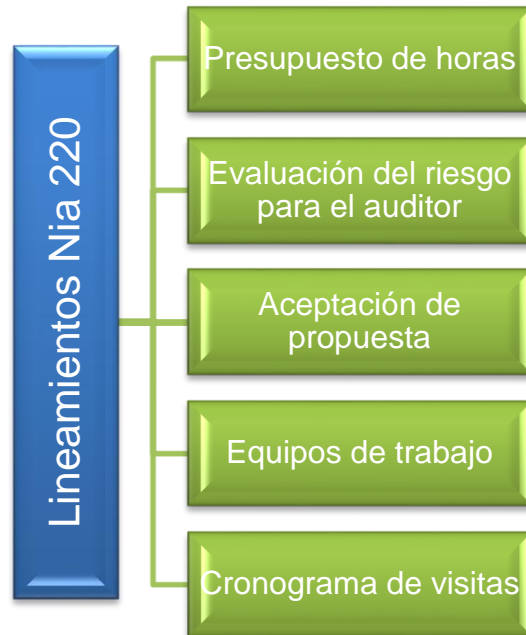 Lineamientos Nia 220
Presupuesto de horas
Evaluación del riesgo
para el auditor
Aceptación de
propuesta
Equipos de trabajo
Cronograma de visitas